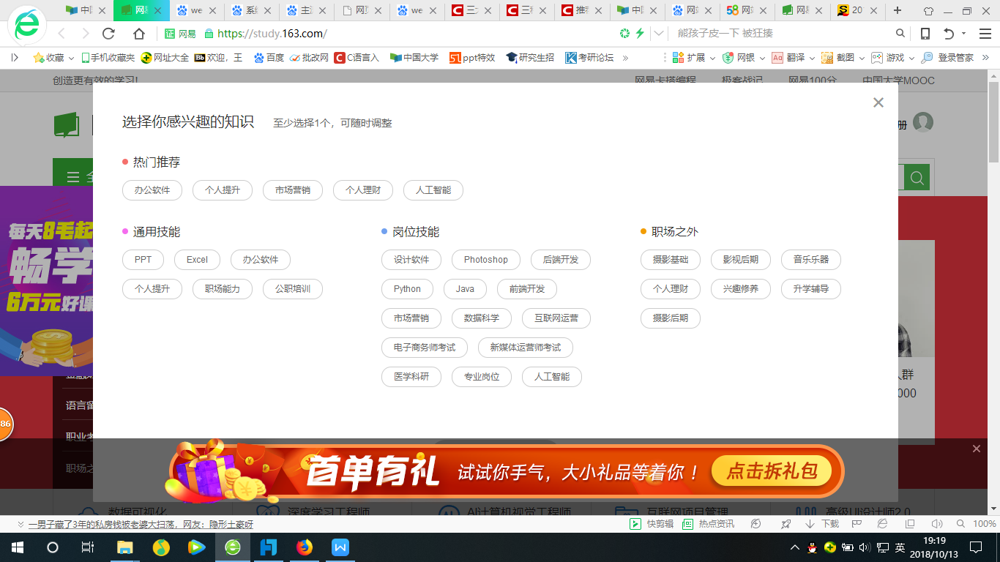 中国 网易 we 系统 主流 网页 we 三大 三种 推荐 中国 网站 网站 网易 20
网易 https://study.163.com/ 熊孩子皮一下 被狂揍
收藏 手机收藏夹 网址大全 欢迎，王 百度 批改网 C语言入 中国大学 ppt特效 研究生招 考研论坛 扩展 网银 翻译 截图 游戏 登录管家
创造更有效的学习！ 网易卡搭编程 极客战记 网易100分 中国大学MOOC
选择你感兴趣的知识 至少选择1个，可随时调整
册
热门推荐
办公软件 个人提升 市场营销 个人理财 人工智能
通用技能
PPT Excel 办公软件
个人提升 职场能力 公职培训
岗位技能
设计软件 Photoshop 后端开发
Python Java 前端开发
市场营销 数据科学 互联网运营
电子商务师考试 新媒体运营师考试
医学科研 专业岗位 人工智能
职场之外
摄影基础 影视后期 音乐乐器
个人理财 兴趣修养 升学辅导
摄影后期
每天8毛起
畅学
6万元好课
人群
000
语言留
86
职业考
职场之
首单有礼 试试你手气，大小礼品等着你！ 点击拆礼包
数据可视化 深度学习工程师 AI计算机视觉工程师 互联网项目管理 高级UI设计师2.0
一男子藏了3年的私房钱被老婆大扫荡，网友：隐形土豪呀 快剪辑 热点资讯 下载 100%
英 19:19
2018/10/13